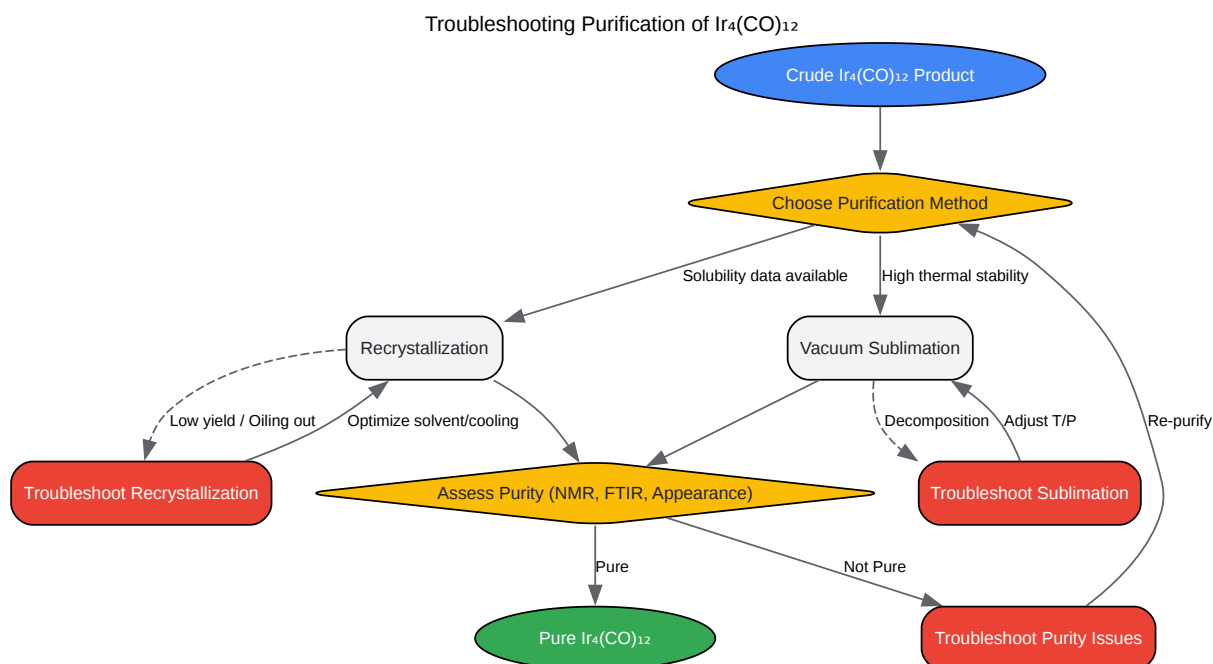 Troubleshooting Purification of Ir₄(CO)₁₂
Crude Ir₄(CO)₁₂ Product
Choose Purification Method
Solubility data available
High thermal stability
Recrystallization
Vacuum Sublimation
Low yield / Oiling out
Optimize solvent/cooling
Decomposition
Adjust T/P
Re-purify
Troubleshoot Recrystallization
Assess Purity (NMR, FTIR, Appearance)
Troubleshoot Sublimation
Pure
Not Pure
Pure Ir₄(CO)₁₂
Troubleshoot Purity Issues